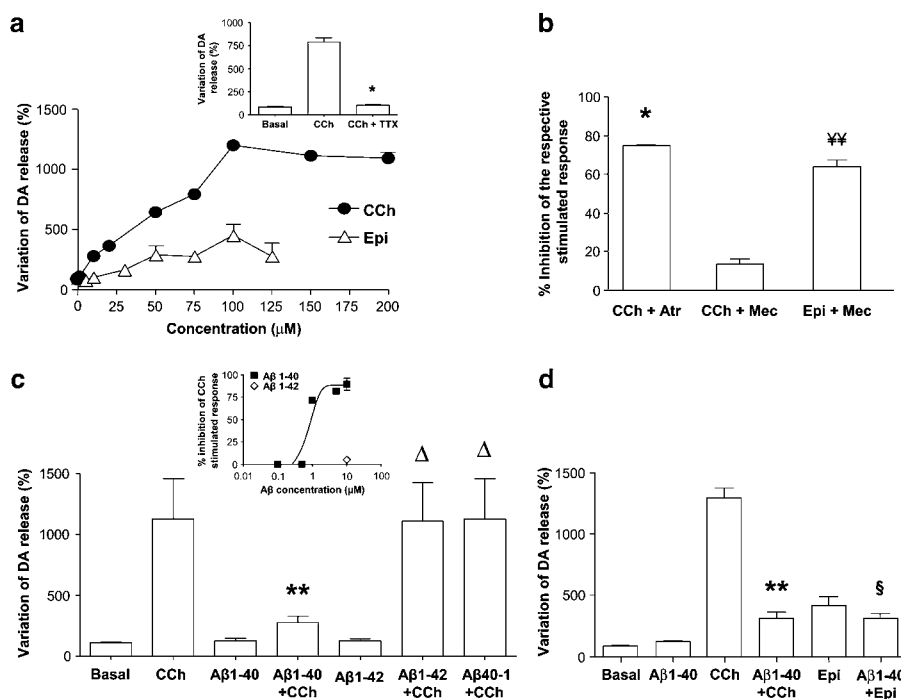 a
Variation of DA
release (%)
1000
750
500
250
0
Basal
CCh
CCh + TTX
*
Variation of DA release (%)
1500
1000
500
0
CCh
Epi
0
25
50
75
100
125
150
175
200
Concentration (µM)
b
% Inhibition of the respective
stimulated response
100
80
60
40
20
0
*
¥¥
CCh + Atr
CCh + Mec
Epi + Mec
c
% inhibition of CCh
stimulated response
100
75
50
25
0
Aβ 1-40
Aβ 1-42
0.01
0.1
1
10
100
Aβ concentration (µM)
Variation of DA release (%)
1500
1000
500
0
**
Δ
Δ
Basal
CCh
Aβ1-40
Aβ1-40
+CCh
Aβ1-42
Aβ1-42
+CCh
Aβ40-1
+CCh
d
Variation of DA release (%)
1500
1000
500
0
**
§
Basal
Aβ1-40
CCh
Aβ1-40
+CCh
Epi
Aβ1-40
+Epi